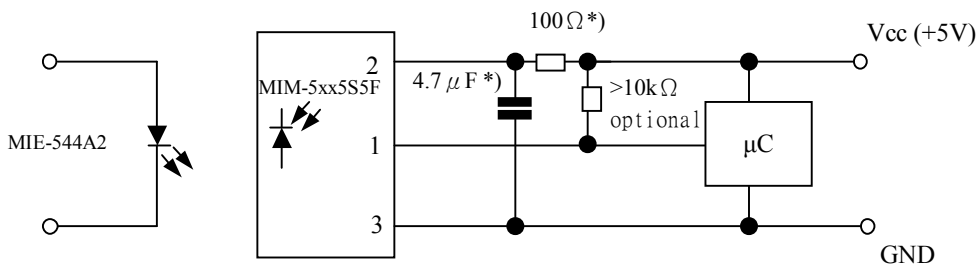 100Ω*)
Vcc (+5V)
2
MIM-5xx5S5F
4.7μF*)
>10kΩ
optional
MIE-544A2
1
μC
3
GND